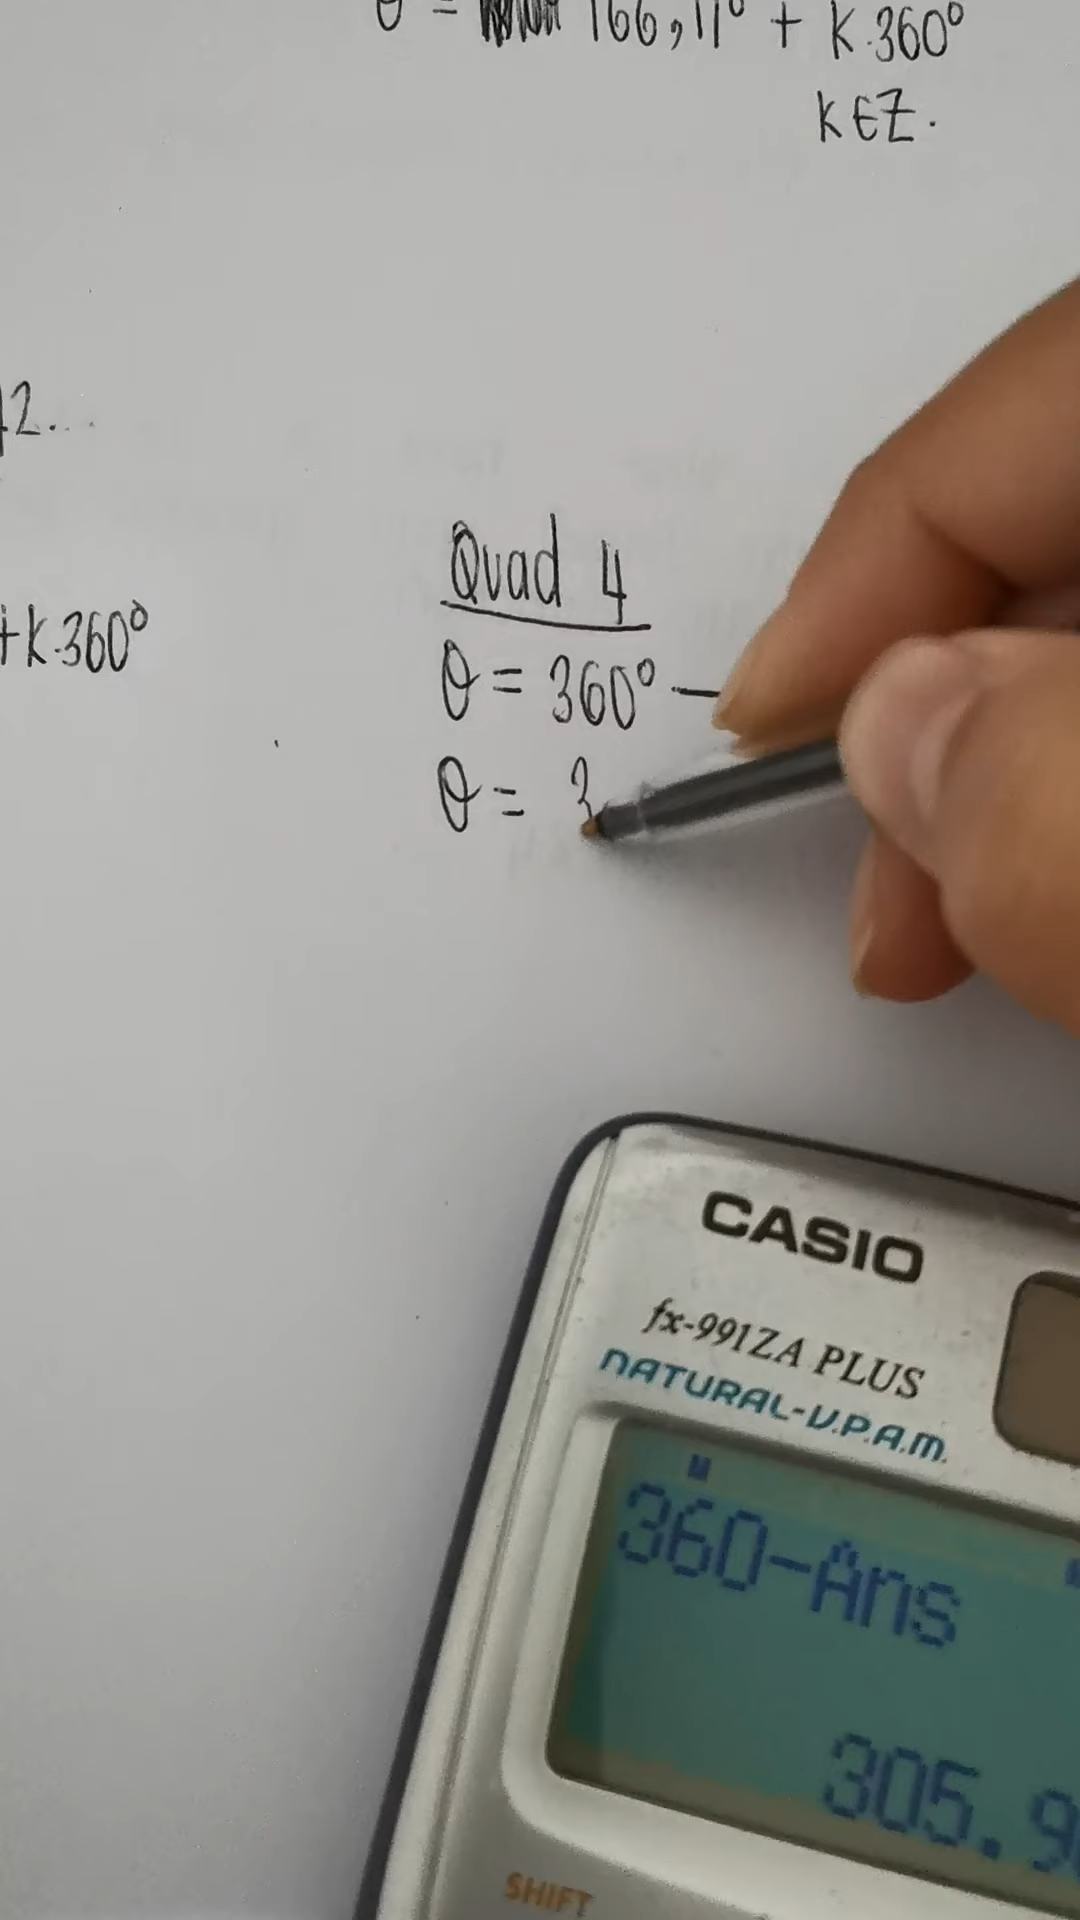 θ = 166,11° + k.360°
k∈Z.
2...
+k.360°
Quad 4
θ = 360° –
θ = 3
CASIO
fx-991ZA PLUS
NATURAL-V.P.A.M.
360-Ans
305.9
SHIFT